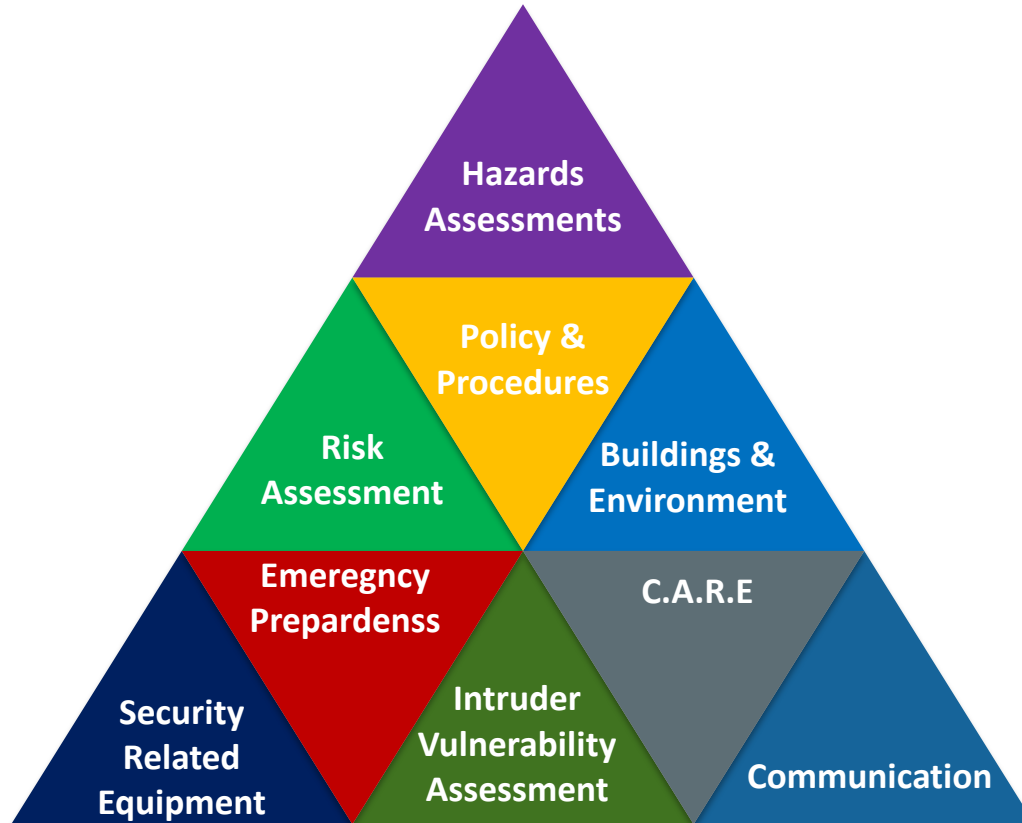 Hazards
Assessments
Policy &
Procedures
Risk
Assessment
Buildings &
Environment
Emeregncy
Prepardenss
C.A.R.E
Security
Related
Equipment
Intruder
Vulnerability
Assessment
Communication